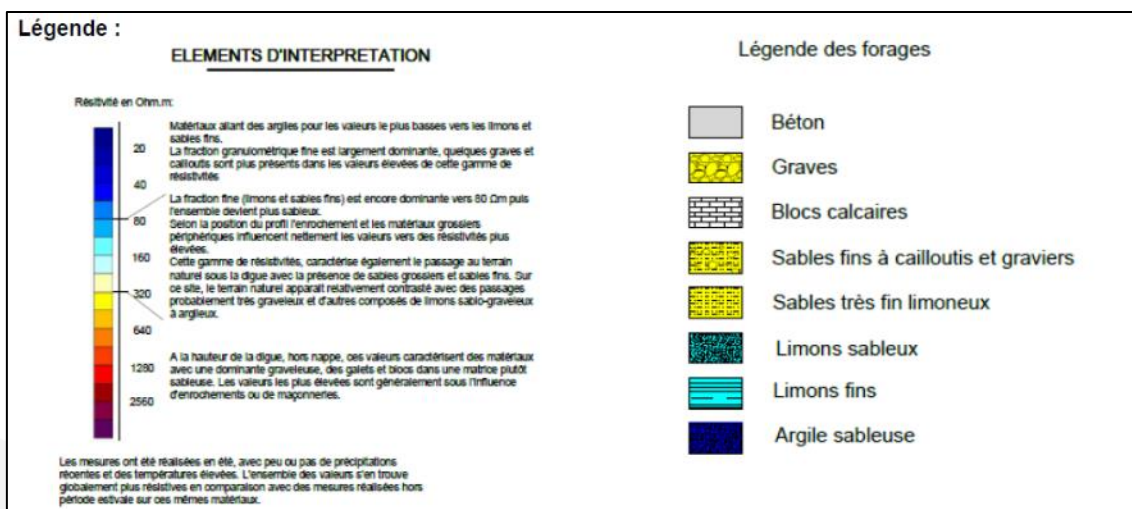 Légende :
ELEMENTS D'INTERPRETATION
Résitivité en Ohm.m:
20
40
80
160
320
640
1280
2560
Matériaux allant des argiles pour les valeurs le plus basses vers les limons et
sables fins.
La fraction granulométrique fine est largement dominante, quelques graves et
cailloutis sont plus présents dans les valeurs élevées de cette gamme de
résistivités
La fraction fine (limons et sables fins) est encore dominante vers 80 Ωm puis
l'ensemble devient plus sableux.
Selon la position du profil l'enrochement et les matériaux grossiers
périphériques influencent nettement les valeurs vers des résistivités plus
élevées.
Cette gamme de résistivités, caractérise également le passage au terrain
naturel sous la digue avec la présence de sables grossiers et sables fins. Sur
ce site, le terrain naturel apparait relativement contrasté avec des passages
probablement très graveleux et d'autres composés de limons sablo-graveleux
à argileux.
A la hauteur de la digue, hors nappe, ces valeurs caractérisent des matériaux
avec une dominante graveleuse, des galets et blocs dans une matrice plutôt
sableuse. Les valeurs les plus élevées sont généralement sous l'influence
d'enrochements ou de maçonneries.
Les mesures ont été réalisées en été, avec peu ou pas de précipitations
récentes et des températures élevées. L'ensemble des valeurs s'en trouve
globalement plus résistives en comparaison avec des mesures réalisées hors
période estivale sur ces mêmes matériaux.
Légende des forages
Béton
Graves
Blocs calcaires
Sables fins à cailloutis et graviers
Sables très fin limoneux
Limons sableux
Limons fins
Argile sableuse